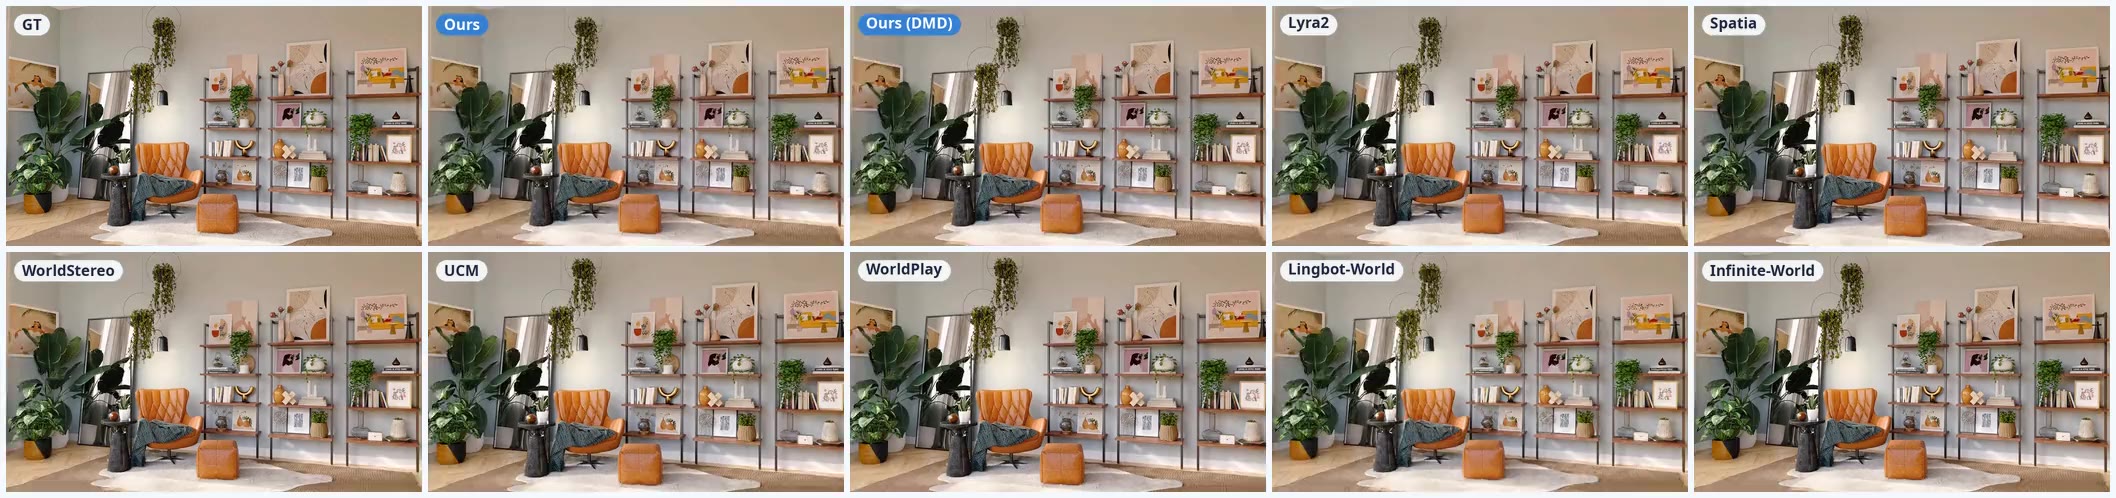 GT
Ours
Ours (DMD)
Lyra2
Spatia
WorldStereo
UCM
WorldPlay
Lingbot-World
Infinite-World